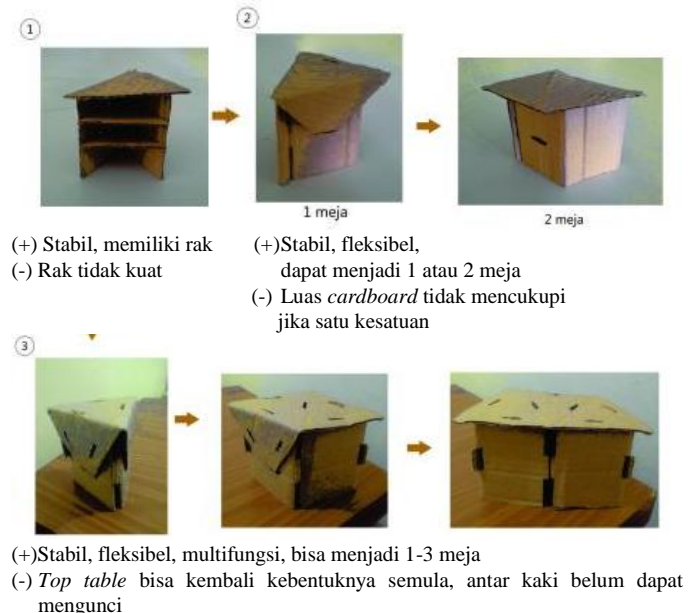 1
2
1 meja
2 meja
(+) Stabil, memiliki rak
(-) Rak tidak kuat
(+)Stabil, fleksibel,
dapat menjadi 1 atau 2 meja
(-) Luas cardboard tidak mencukupi
jika satu kesatuan
3
(+)Stabil, fleksibel, multifungsi, bisa menjadi 1-3 meja
(-) Top table bisa kembali kebentuknya semula, antar kaki belum dapat
mengunci